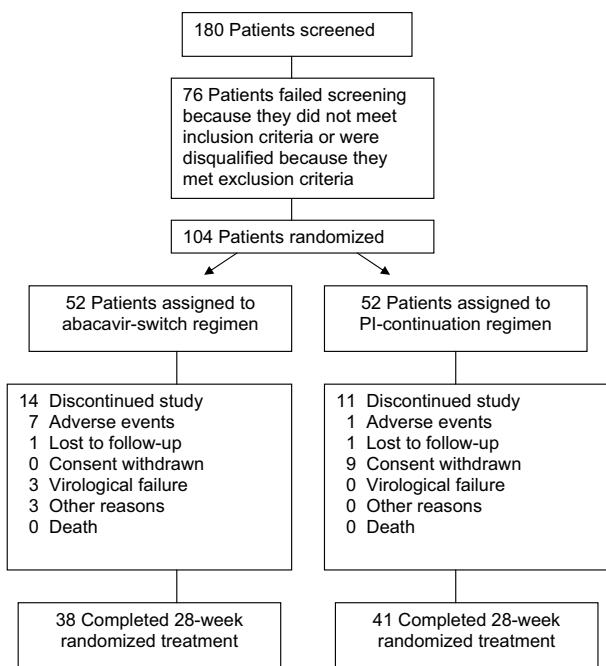 180 Patients screened
76 Patients failed screening
because they did not meet
inclusion criteria or were
disqualified because they
met exclusion criteria
104 Patients randomized
52 Patients assigned to
abacavir-switch regimen
52 Patients assigned to
PI-continuation regimen
14 Discontinued study
7 Adverse events
1 Lost to follow-up
0 Consent withdrawn
3 Virological failure
3 Other reasons
0 Death
11 Discontinued study
1 Adverse events
1 Lost to follow-up
9 Consent withdrawn
0 Virological failure
0 Other reasons
0 Death
38 Completed 28-week
randomized treatment
41 Completed 28-week
randomized treatment